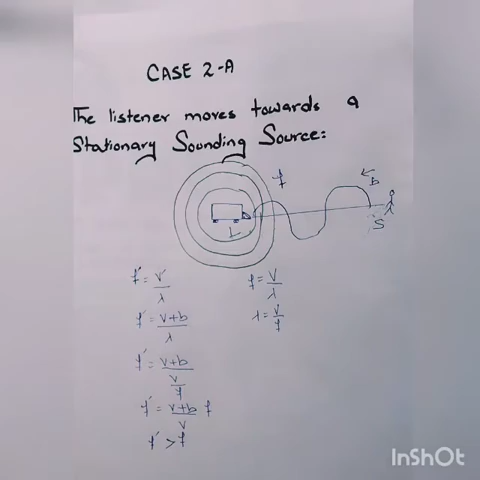 CASE 2-A
The listener moves towards a
Stationary Sounding Source:
f
b
L
S
f' = v'/λ
f = v/λ
f' = v+b/λ
λ = v/f
f' = v+b/v/f
f' = v+b/v f
f' > f
InShOt